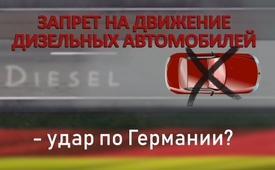 ЗАПРЕТ НА ДВИЖЕНИЕ
ДИЗЕЛЬНЫХ АВТОМОБИЛЕЙ
DIESEL
– удар по Германии?